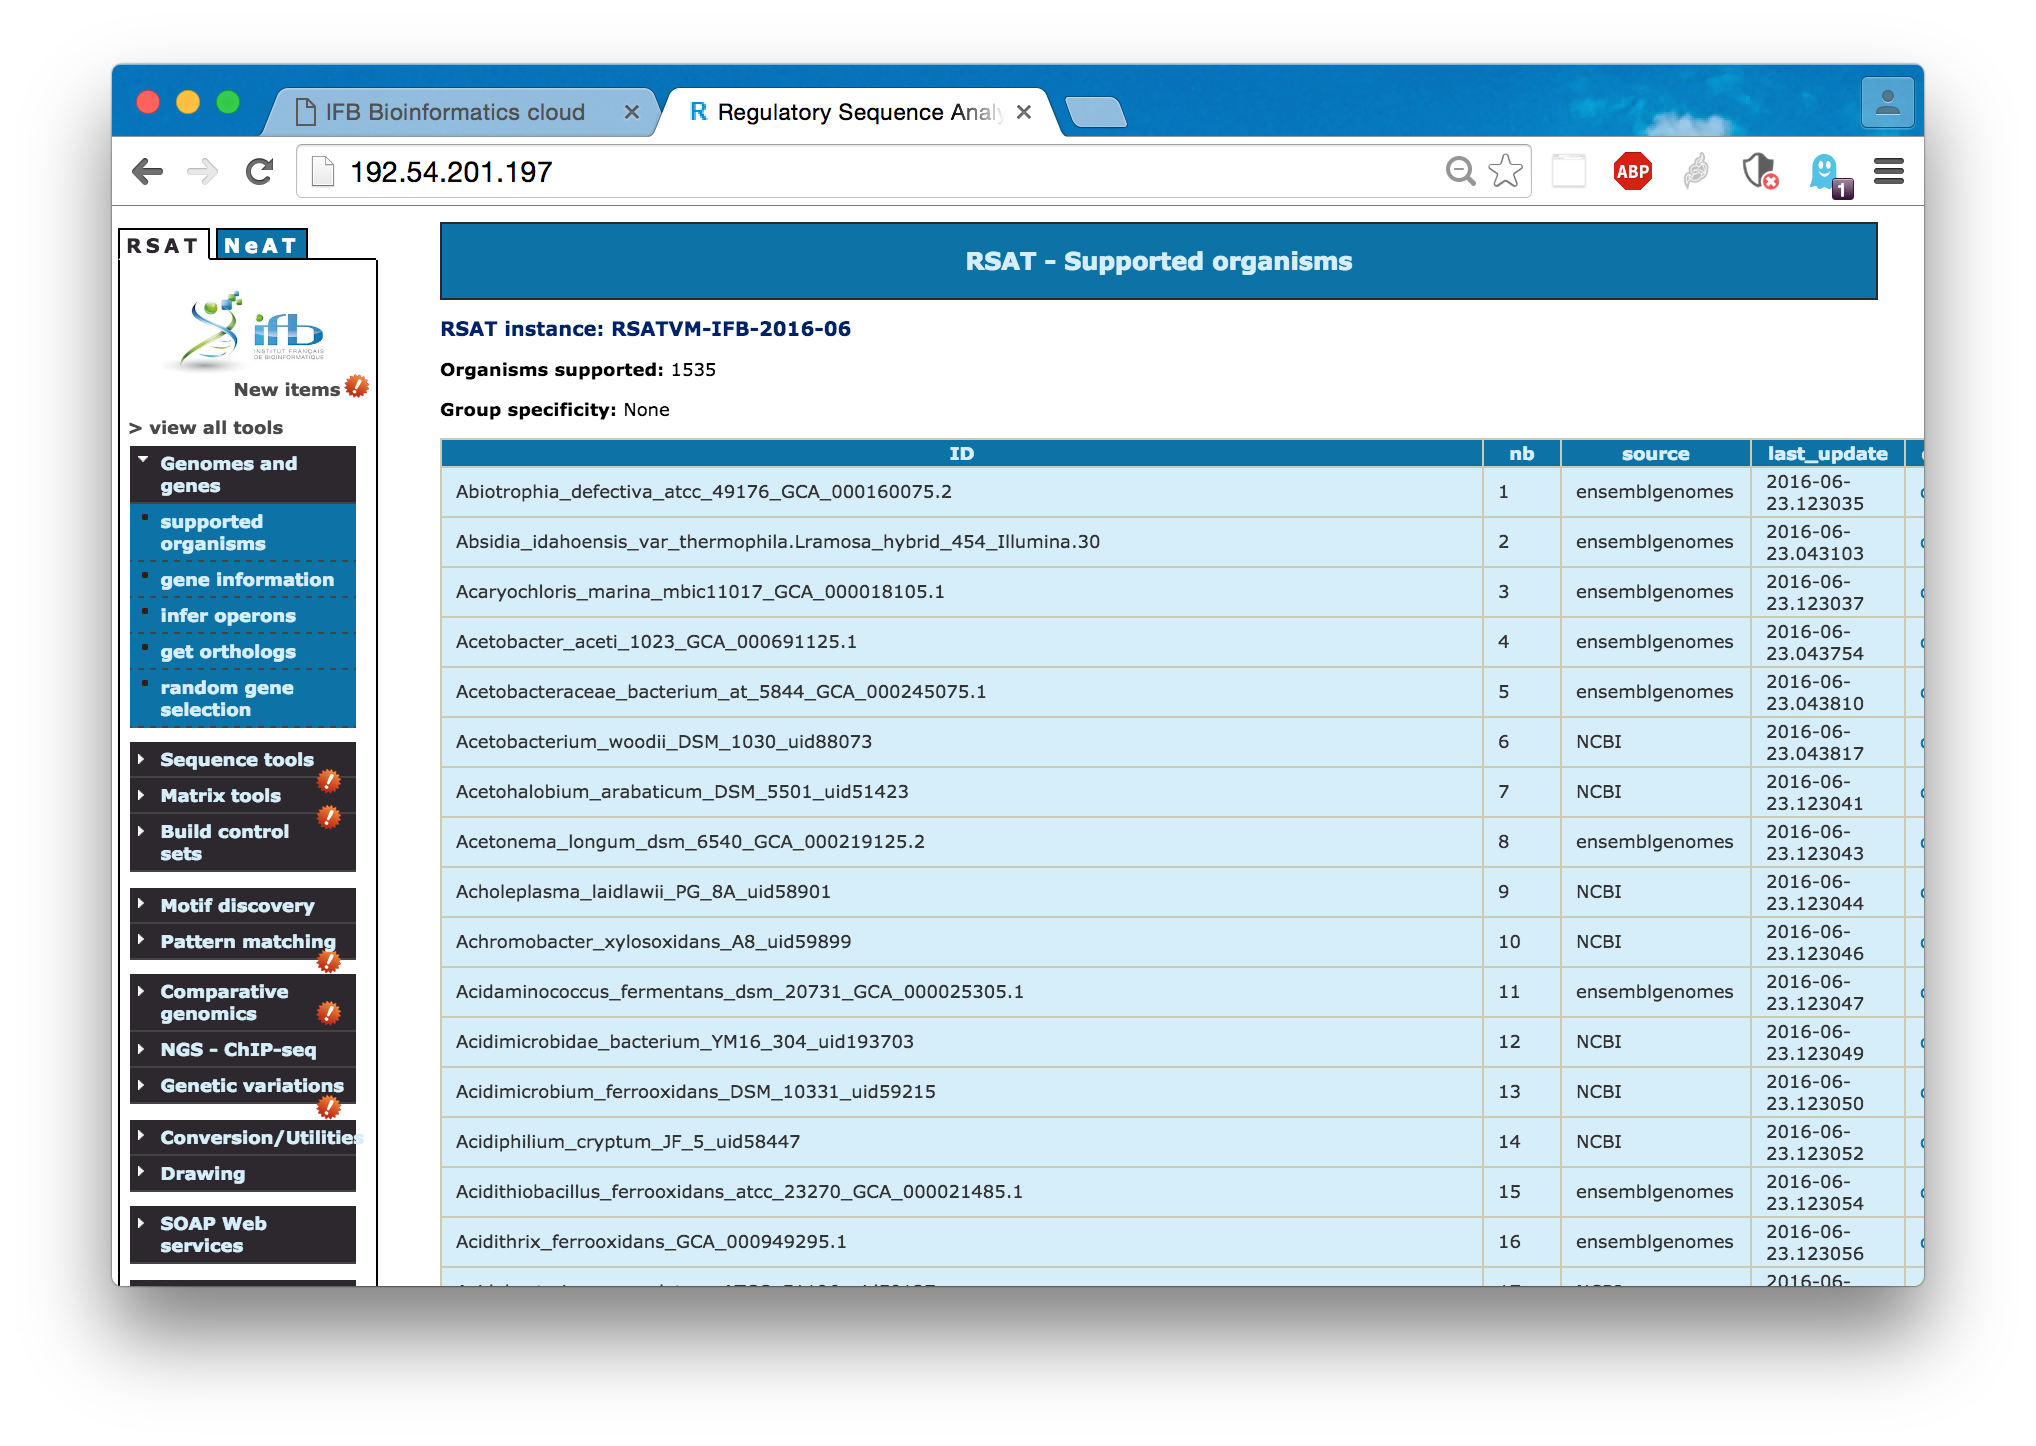 IFB Bioinformatics cloud
Regulatory Sequence Anal
192.54.201.197
ABP
1
RSAT
NeAT
ifb
INSTITUT FRANÇAIS
DE BIOINFORMATIQUE
New items
> view all tools
Genomes and
genes
supported
organisms
gene information
infer operons
get orthologs
random gene
selection
Sequence tools
Matrix tools
Build control
sets
Motif discovery
Pattern matching
Comparative
genomics
NGS - ChIP-seq
Genetic variations
Conversion/Utilities
Drawing
SOAP Web
services
RSAT - Supported organisms
RSAT instance: RSATVM-IFB-2016-06
Organisms supported: 1535
Group specificity: None
ID nb source last_update
Abiotrophia_defectiva_atcc_49176_GCA_000160075.2 1 ensemblgenomes 2016-06-
23.123035
Absidia_idahoensis_var_thermophila.Lramosa_hybrid_454_Illumina.30 2 ensemblgenomes 2016-06-
23.043103
Acaryochloris_marina_mbic11017_GCA_000018105.1 3 ensemblgenomes 2016-06-
23.123037
Acetobacter_aceti_1023_GCA_000691125.1 4 ensemblgenomes 2016-06-
23.043754
Acetobacteraceae_bacterium_at_5844_GCA_000245075.1 5 ensemblgenomes 2016-06-
23.043810
Acetobacterium_woodii_DSM_1030_uid88073 6 NCBI 2016-06-
23.043817
Acetohalobium_arabaticum_DSM_5501_uid51423 7 NCBI 2016-06-
23.123041
Acetonema_longum_dsm_6540_GCA_000219125.2 8 ensemblgenomes 2016-06-
23.123043
Acholeplasma_laidlawii_PG_8A_uid58901 9 NCBI 2016-06-
23.123044
Achromobacter_xylosoxidans_A8_uid59899 10 NCBI 2016-06-
23.123046
Acidaminococcus_fermentans_dsm_20731_GCA_000025305.1 11 ensemblgenomes 2016-06-
23.123047
Acidimicrobidae_bacterium_YM16_304_uid193703 12 NCBI 2016-06-
23.123049
Acidimicrobium_ferrooxidans_DSM_10331_uid59215 13 NCBI 2016-06-
23.123050
Acidiphilium_cryptum_JF_5_uid58447 14 NCBI 2016-06-
23.123052
Acidithiobacillus_ferrooxidans_atcc_23270_GCA_000021485.1 15 ensemblgenomes 2016-06-
23.123054
Acidithrix_ferrooxidans_GCA_000949295.1 16 ensemblgenomes 2016-06-
23.123056
2016-06-